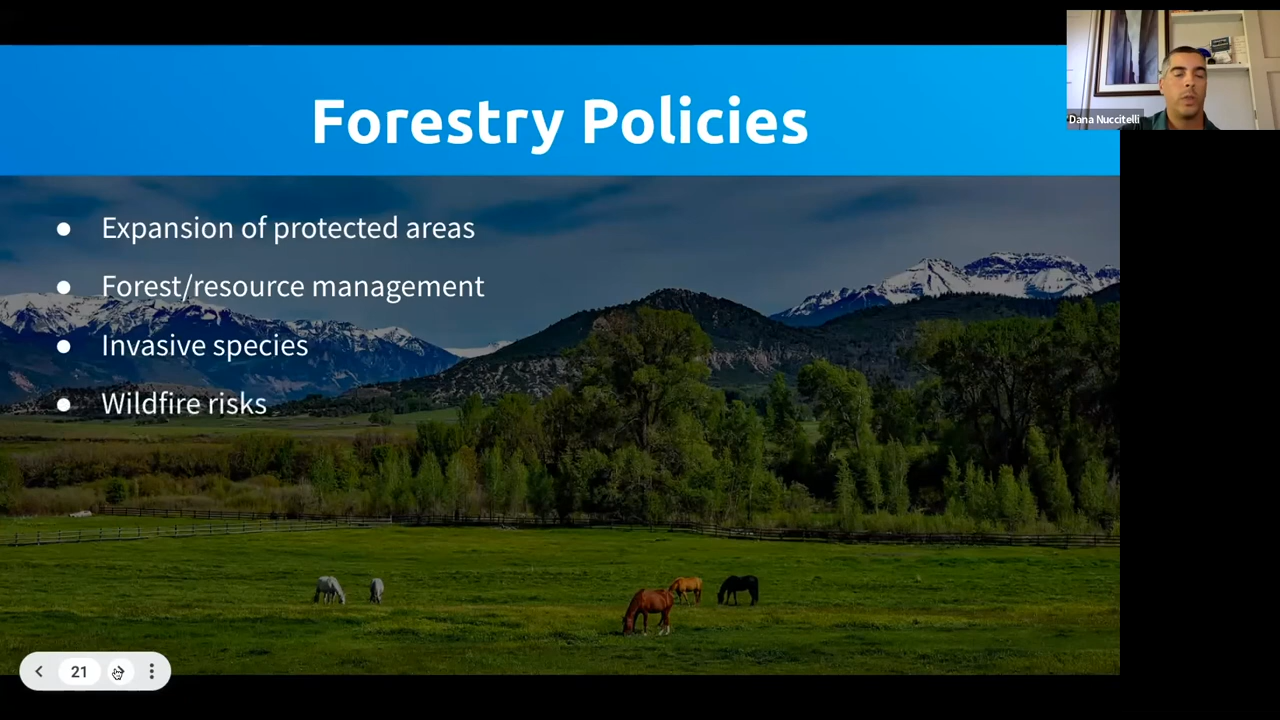 Forestry Policies
Dana Nuccitelli
● Expansion of protected areas
● Forest/resource management
● Invasive species
● Wildfire risks
21